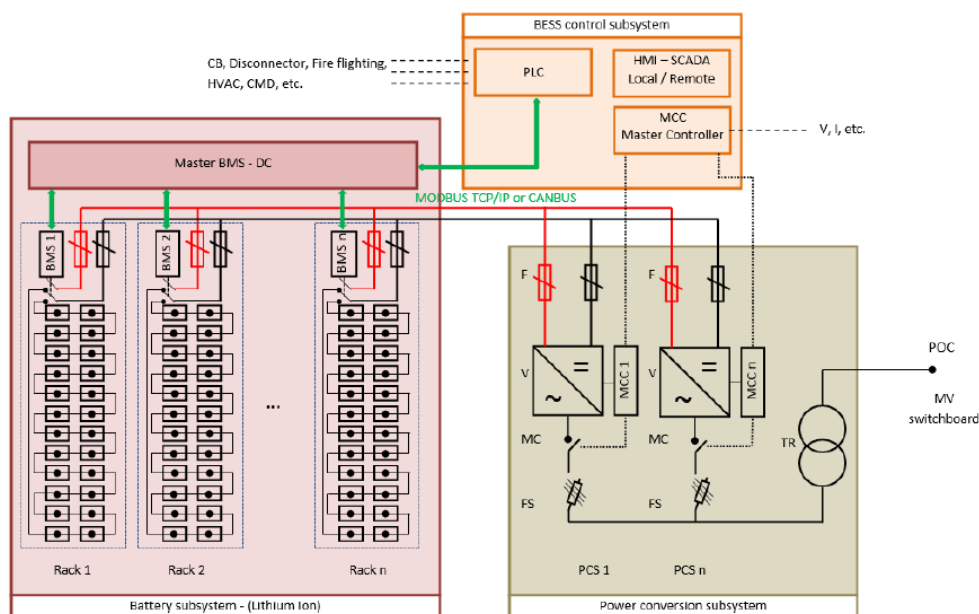 BESS control subsystem
CB, Disconnector, Fire flighting,
HVAC, CMD, etc.
PLC
HMI – SCADA
Local / Remote
MCC
Master Controller
V, I, etc.
Master BMS - DC
MODBUS TCP/IP or CANBUS
BMS 1
BMS 2
BMS n
...
Rack 1
Rack 2
Rack n
Battery subsystem - (Lithium Ion)
F
F
V
=
~
MCC 1
V
=
~
MCC n
MC
MC
FS
FS
TR
POC
MV
switchboard
PCS 1
PCS n
Power conversion subsystem